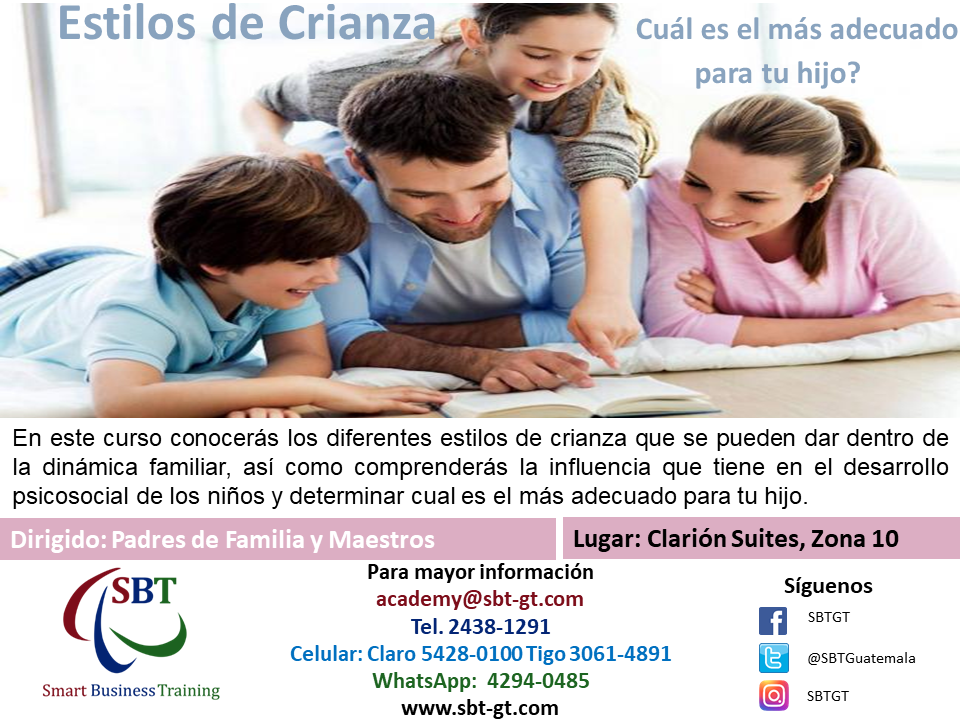 Estilos de Crianza
Cuál es el más adecuado
para tu hijo?
En este curso conocerás los diferentes estilos de crianza que se pueden dar dentro de
la dinámica familiar, así como comprenderás la influencia que tiene en el desarrollo
psicosocial de los niños y determinar cual es el más adecuado para tu hijo.
Dirigido: Padres de Familia y Maestros
Lugar: Clarión Suites, Zona 10
SBT
Smart Business Training
Para mayor información
academy@sbt-gt.com
Tel. 2438-1291
Celular: Claro 5428-0100 Tigo 3061-4891
WhatsApp: 4294-0485
www.sbt-gt.com
Síguenos
SBTGT
@SBTGuatemala
SBTGT